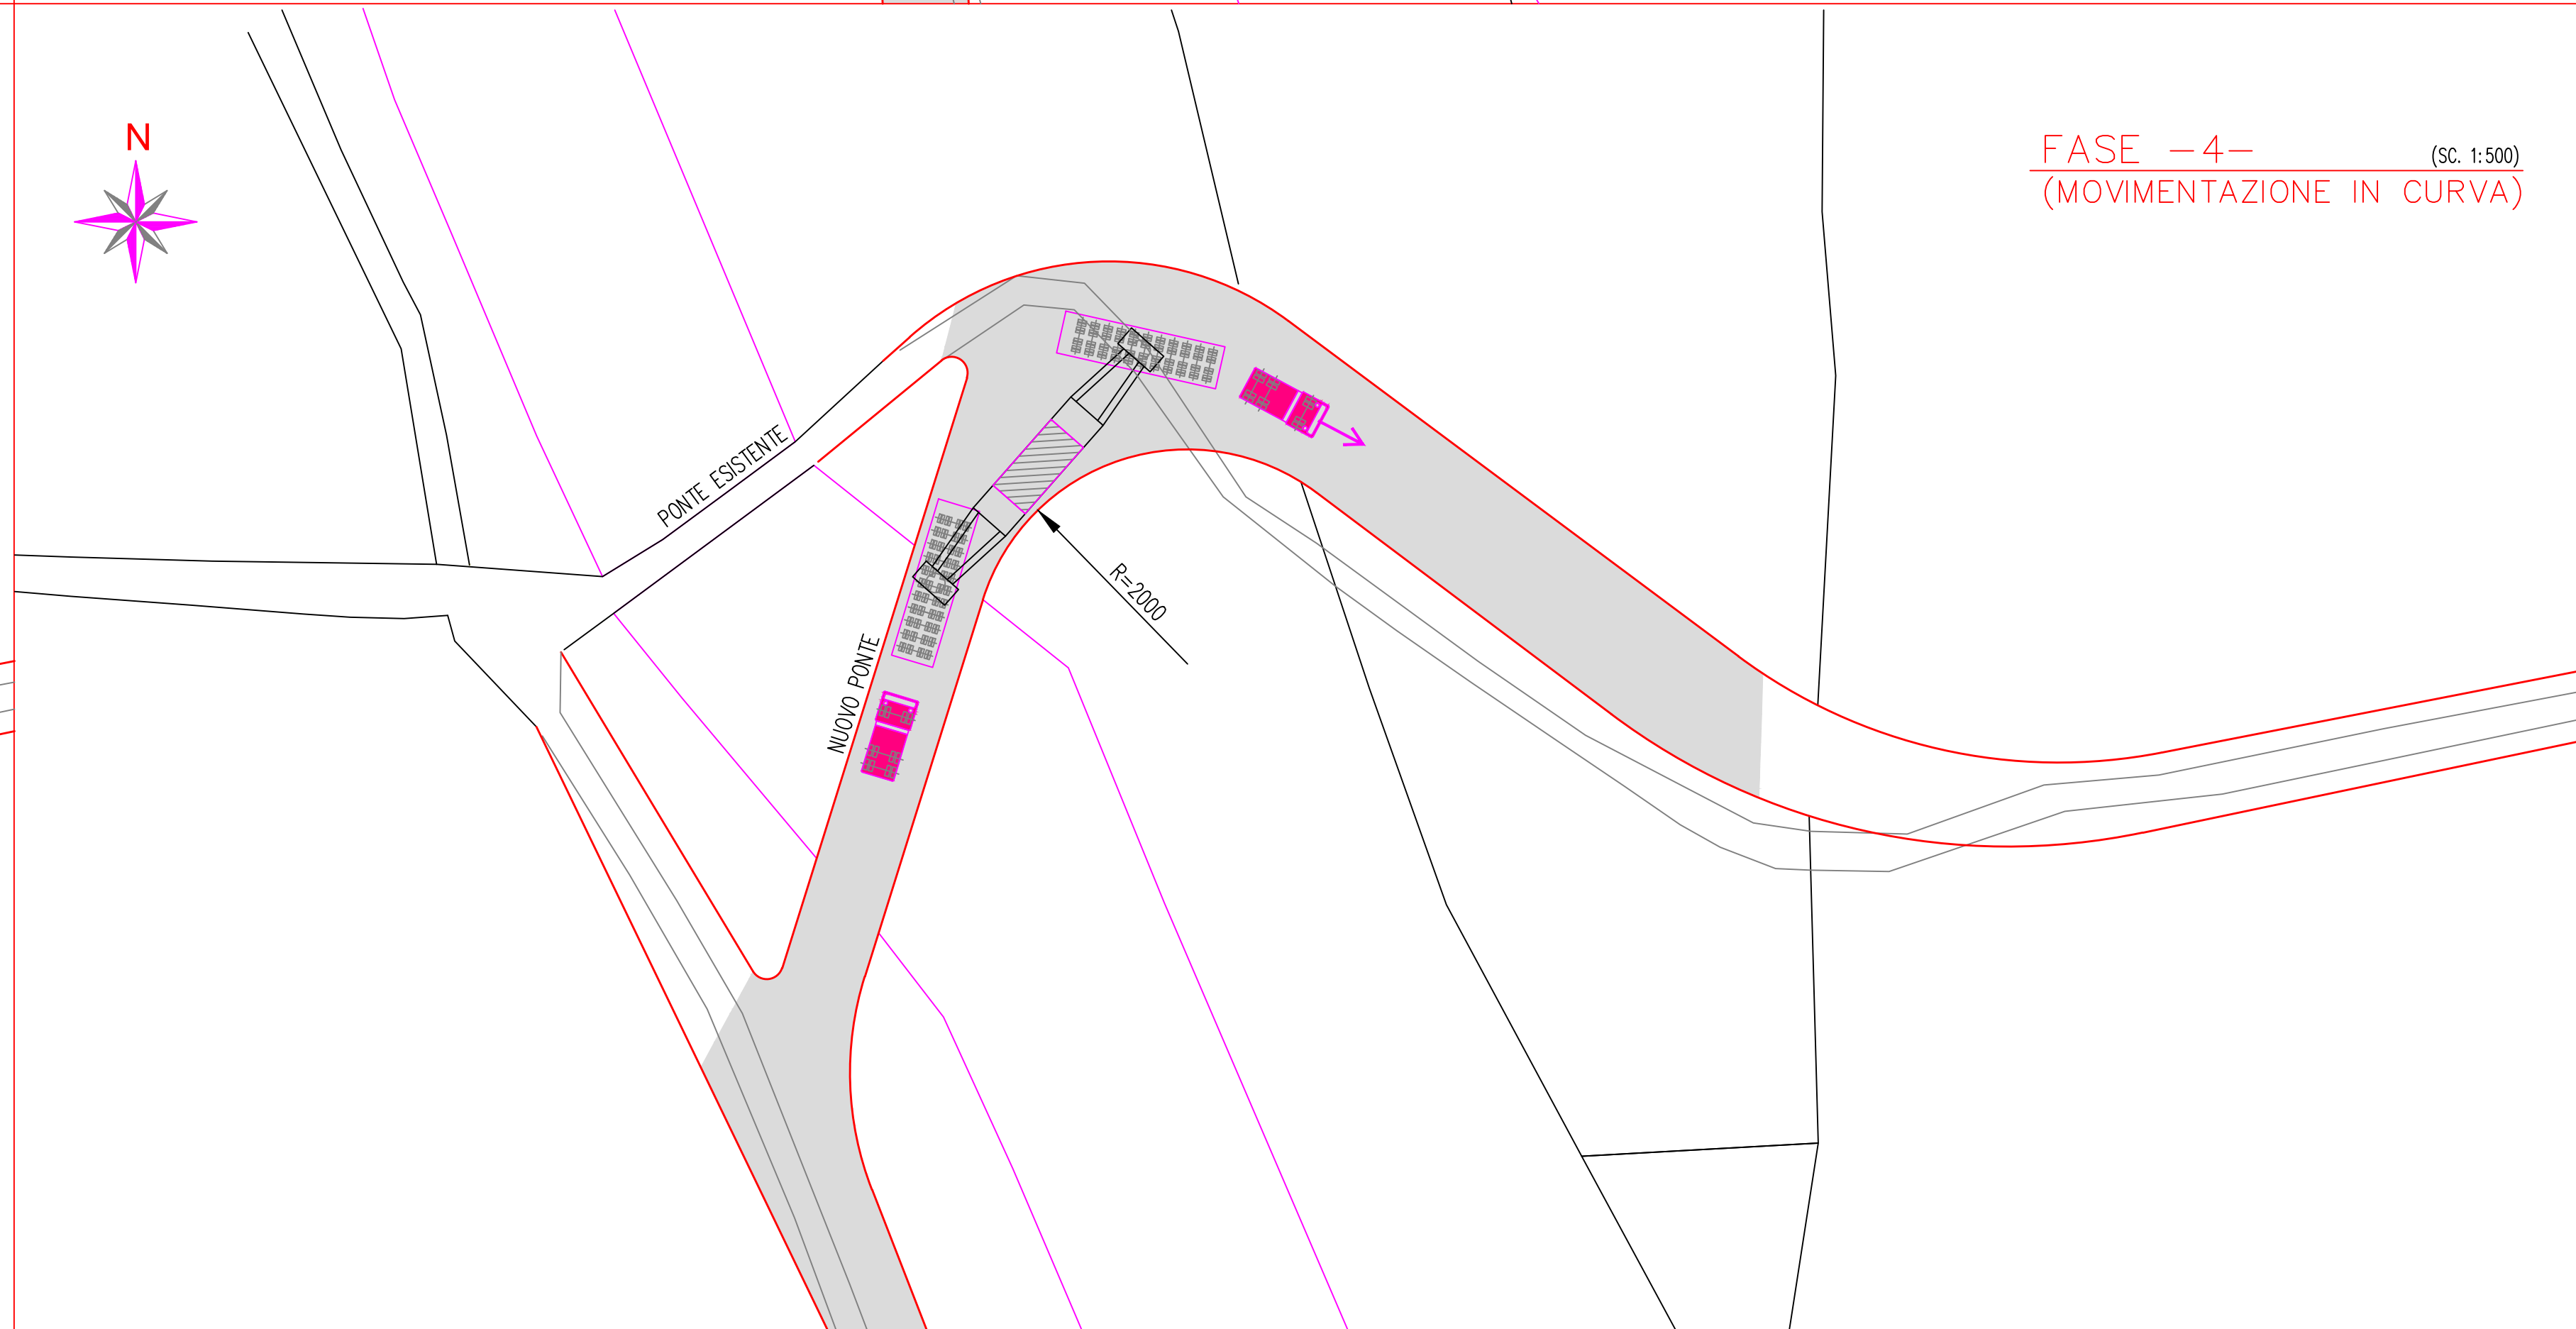 N
FASE -4- (SC. 1:500)
(MOVIMENTAZIONE IN CURVA)
PONTE ESISTENTE
R=2000
NUOVO PONTE